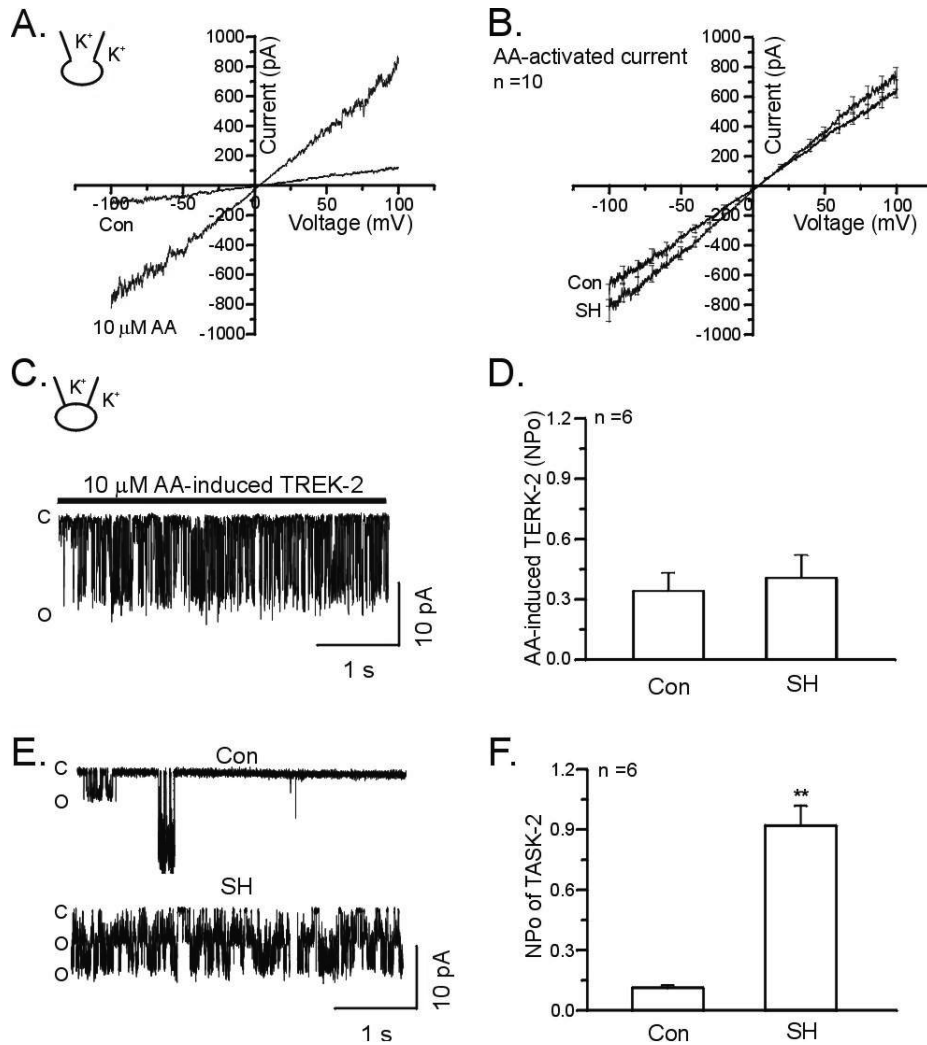 A.
K⁺
K⁺
1000
800
600
400
200
-200
-400
-600
-800
-1000
-100
-50
0
50
100
Current (pA)
Voltage (mV)
Con
10 μM AA
B.
AA-activated current
n =10
1000
800
600
400
200
-200
-400
-600
-800
-1000
-100
-50
0
50
100
Current (pA)
Voltage (mV)
Con
SH
C.
K⁺
K⁺
10 μM AA-induced TREK-2
C
O
10 pA
1 s
D.
n =6
AA-induced TERK-2 (NPo)
1.2
0.9
0.6
0.3
0.0
Con
SH
E.
Con
C
O
SH
C
O
O
10 pA
1 s
F.
n =6
NPo of TASK-2
1.2
0.9
0.6
0.3
0.0
**
Con
SH